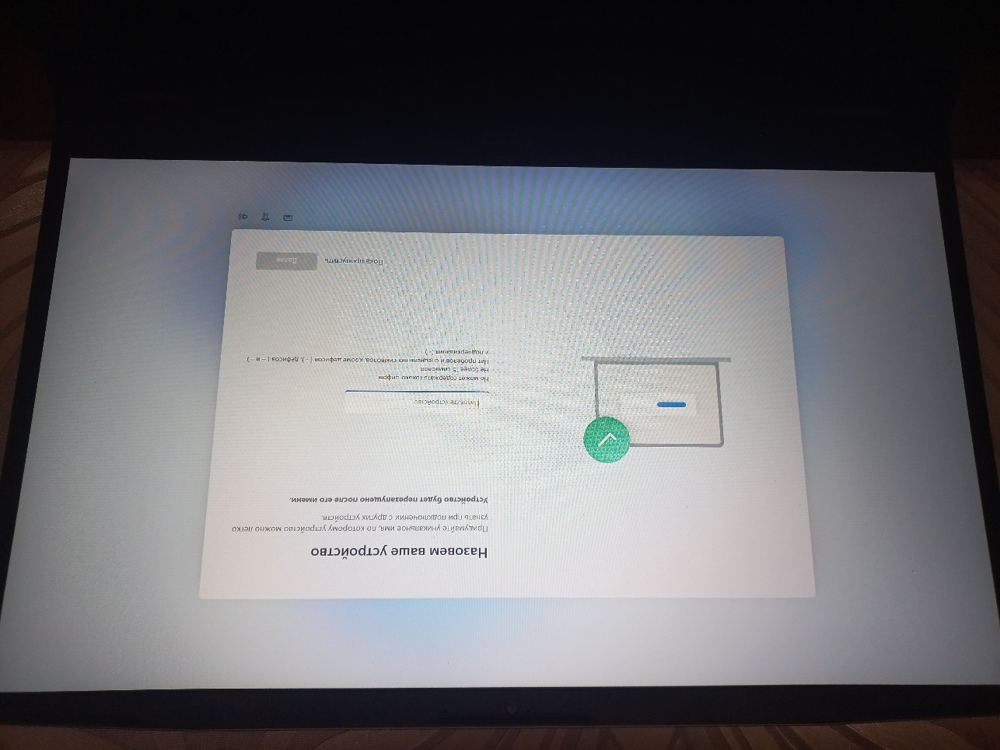 Назовем ваше устройство
Придумайте уникальное имя, по которому устройство можно легко
узнать при подключении с других устройств.
Устройство будет перезапущено после его имени.
Назовите устройство
Не может содержать только цифры
Не более 15 символов
Нет пробелов и специальных символов, кроме дефисов ( - ), дефисов ( – и — )
и подчеркивания
Пока пропустить
Далее